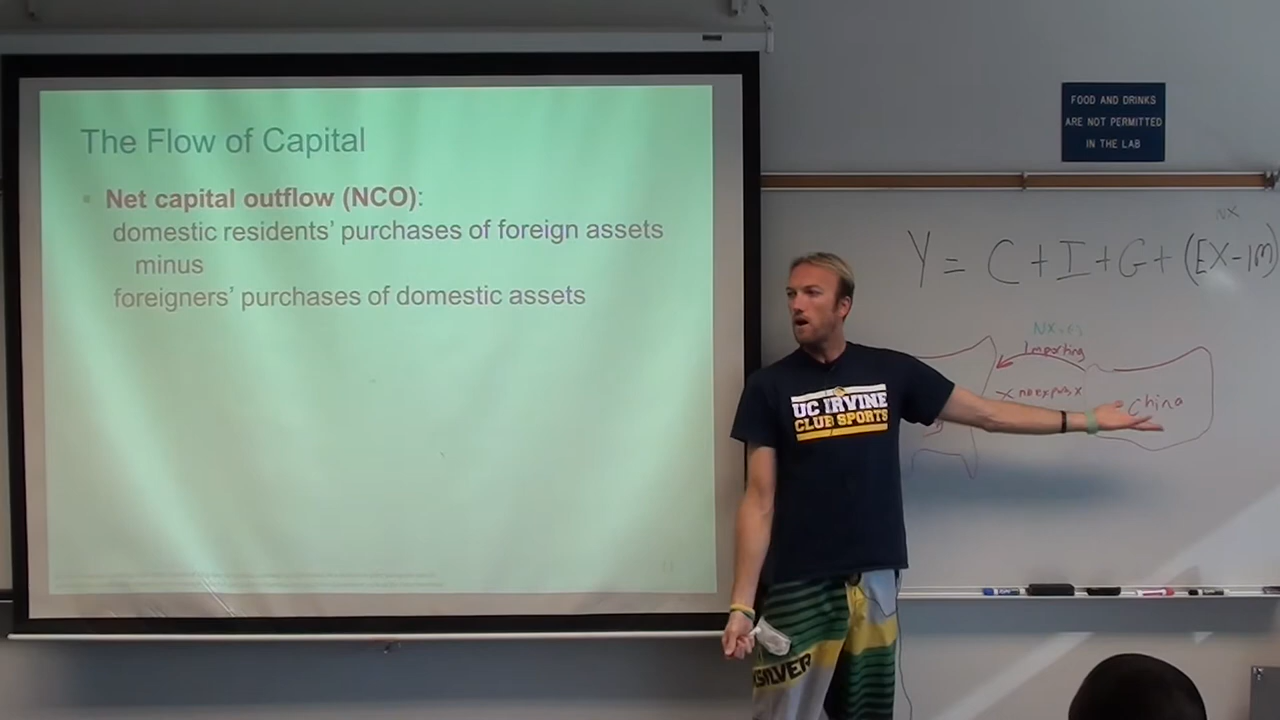 The Flow of Capital
Net capital outflow (NCO):
domestic residents' purchases of foreign assets
minus
foreigners' purchases of domestic assets
FOOD AND DRINKS
ARE NOT PERMITTED
IN THE LAB
NX
Y = C + I + G + (EX - IM)
Importing
China
UC IRVINE
CLUB SPORTS
SILVER